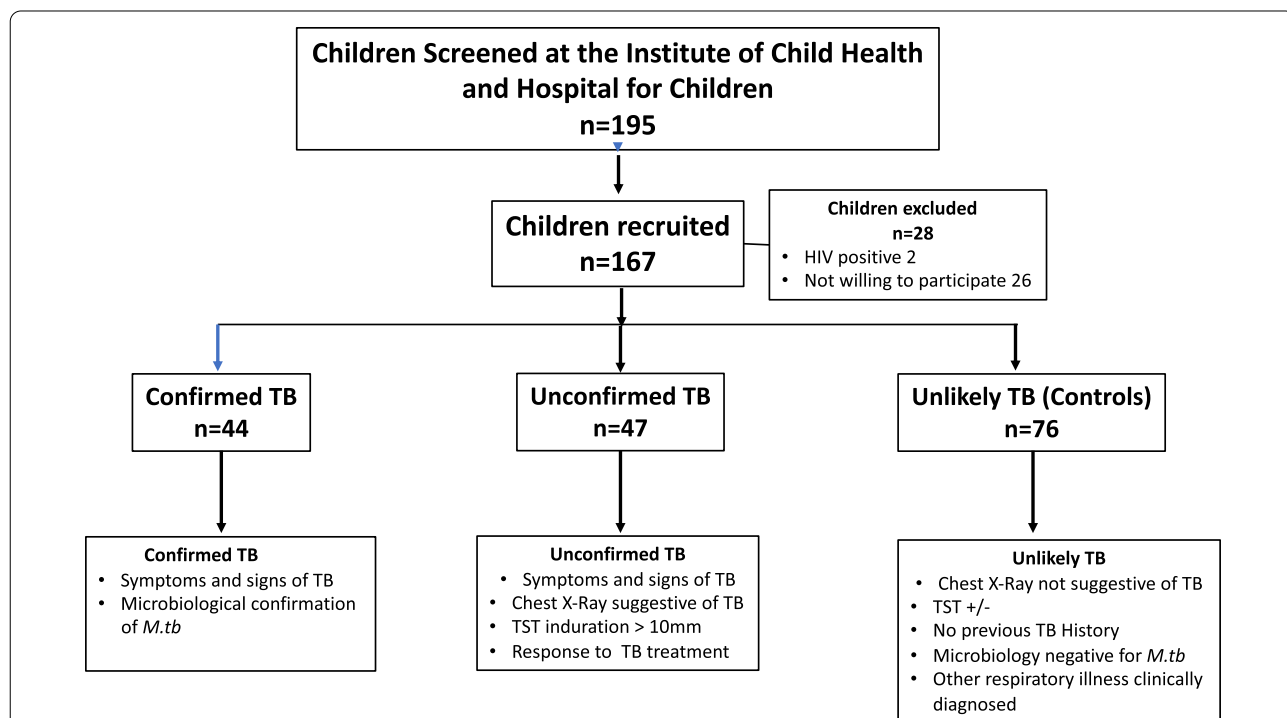 Children Screened at the Institute of Child Health
and Hospital for Children
n=195
Children recruited
n=167
Children excluded
n=28
• HIV positive 2
• Not willing to participate 26
Confirmed TB
n=44
Unconfirmed TB
n=47
Unlikely TB (Controls)
n=76
Confirmed TB
• Symptoms and signs of TB
• Microbiological confirmation
of M.tb
Unconfirmed TB
• Symptoms and signs of TB
• Chest X-Ray suggestive of TB
• TST induration > 10mm
• Response to TB treatment
Unlikely TB
• Chest X-Ray not suggestive of TB
• TST +/-
• No previous TB History
• Microbiology negative for M.tb
• Other respiratory illness clinically
diagnosed